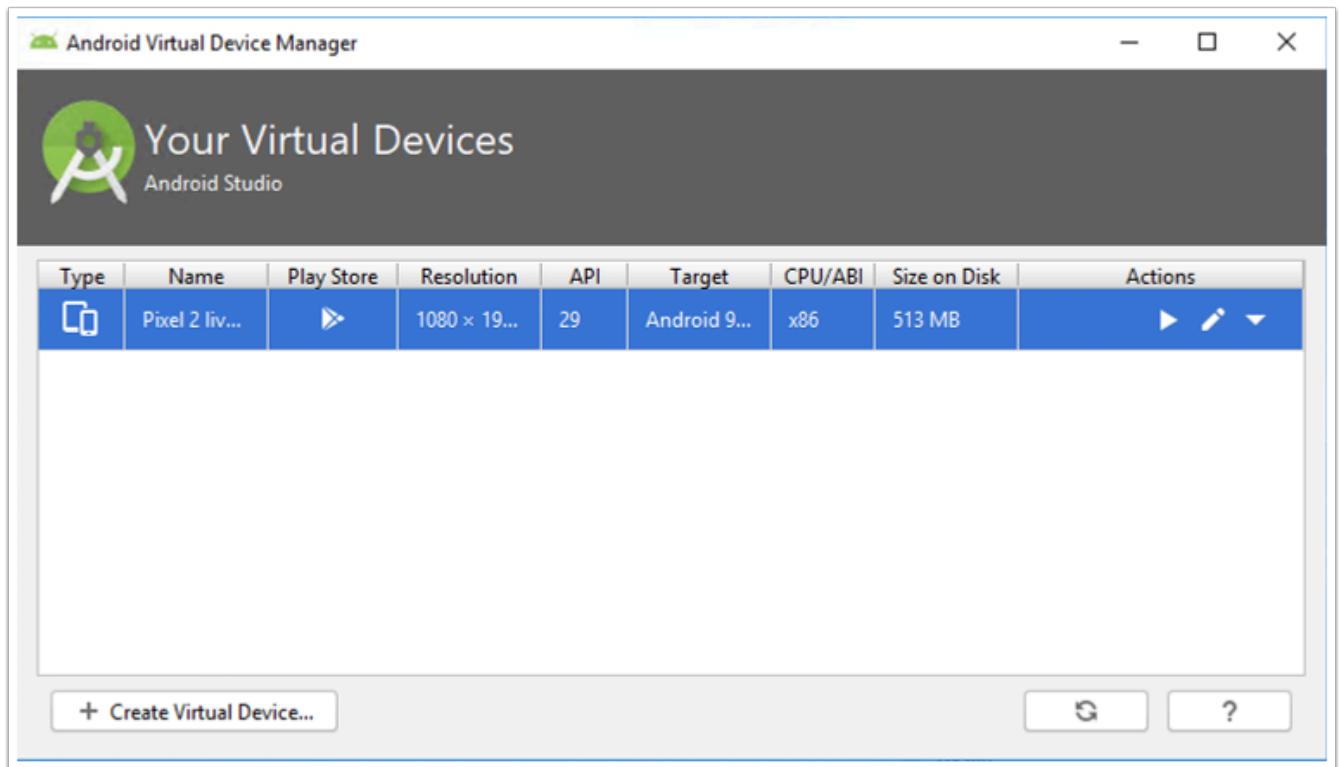 Android Virtual Device Manager
Your Virtual Devices
Android Studio
Type Name Play Store Resolution API Target CPU/ABI Size on Disk Actions
Pixel 2 liv... 1080 × 19... 29 Android 9... x86 513 MB
+ Create Virtual Device... ?